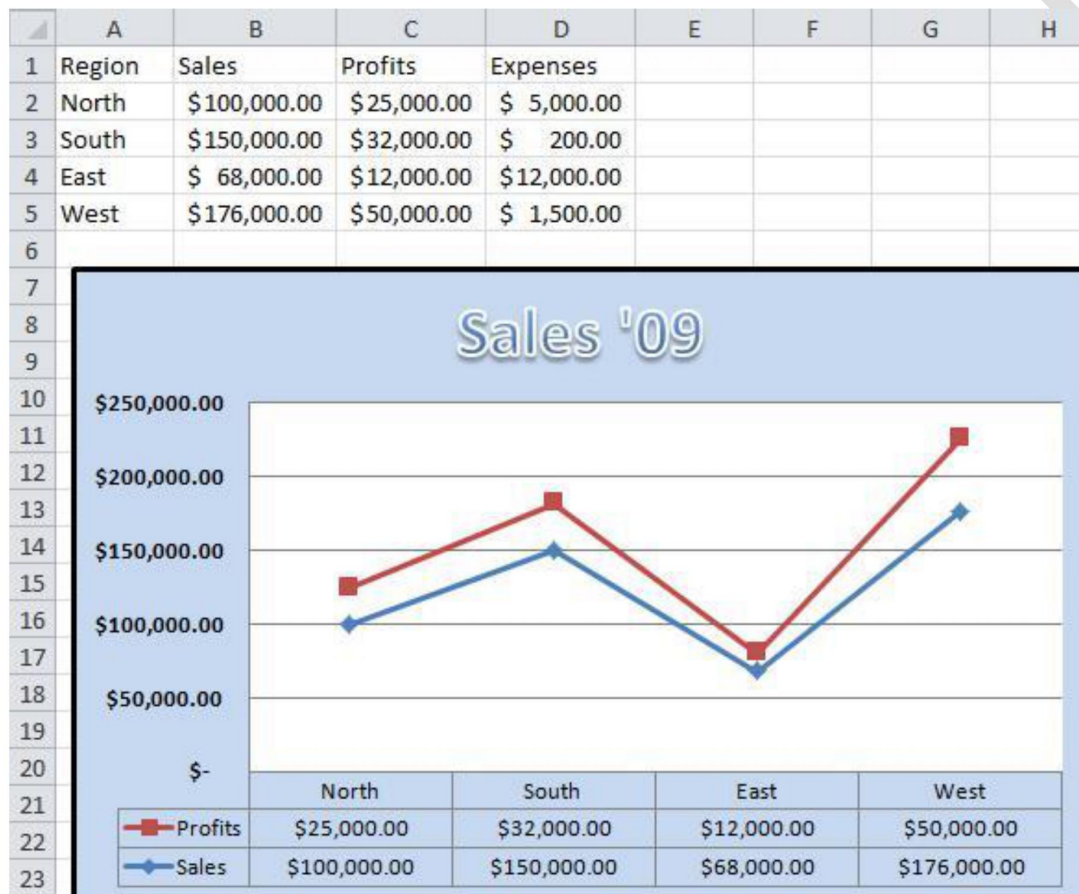 A B C D E F G H
1 Region Sales Profits Expenses
2 North $100,000.00 $25,000.00 $ 5,000.00
3 South $150,000.00 $32,000.00 $ 200.00
4 East $ 68,000.00 $12,000.00 $12,000.00
5 West $176,000.00 $50,000.00 $ 1,500.00
6
7
8 Sales '09
9
10 $250,000.00
11
12 $200,000.00
13
14 $150,000.00
15
16 $100,000.00
17
18 $50,000.00
19
20 $-
North South East West
21
Profits $25,000.00 $32,000.00 $12,000.00 $50,000.00
22
Sales $100,000.00 $150,000.00 $68,000.00 $176,000.00
23